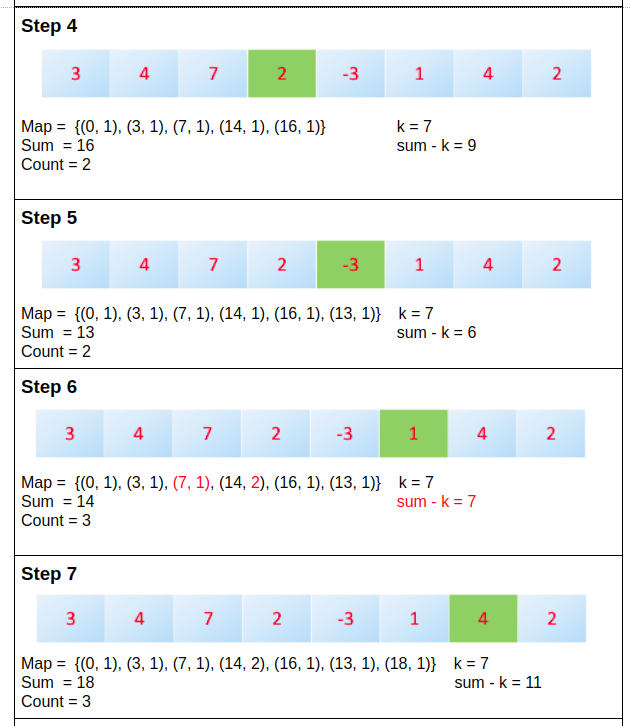 Step 4
3 4 7 2 -3 1 4 2
Map = {(0, 1), (3, 1), (7, 1), (14, 1), (16, 1)} k = 7
Sum = 16 sum - k = 9
Count = 2
Step 5
3 4 7 2 -3 1 4 2
Map = {(0, 1), (3, 1), (7, 1), (14, 1), (16, 1), (13, 1)} k = 7
Sum = 13 sum - k = 6
Count = 2
Step 6
3 4 7 2 -3 1 4 2
Map = {(0, 1), (3, 1), (7, 1), (14, 2), (16, 1), (13, 1)} k = 7
Sum = 14 sum - k = 7
Count = 3
Step 7
3 4 7 2 -3 1 4 2
Map = {(0, 1), (3, 1), (7, 1), (14, 2), (16, 1), (13, 1), (18, 1)} k = 7
Sum = 18 sum - k = 11
Count = 3